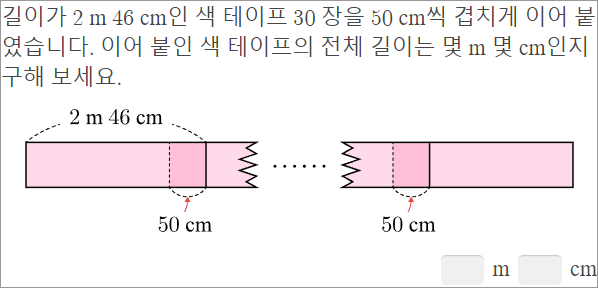 길이가 2 m 46 cm인 색 테이프 30 장을 50 cm씩 겹치게 이어 붙
였습니다. 이어 붙인 색 테이프의 전체 길이는 몇 m 몇 cm인지
구해 보세요.
2 m 46 cm
······
50 cm
50 cm
m cm